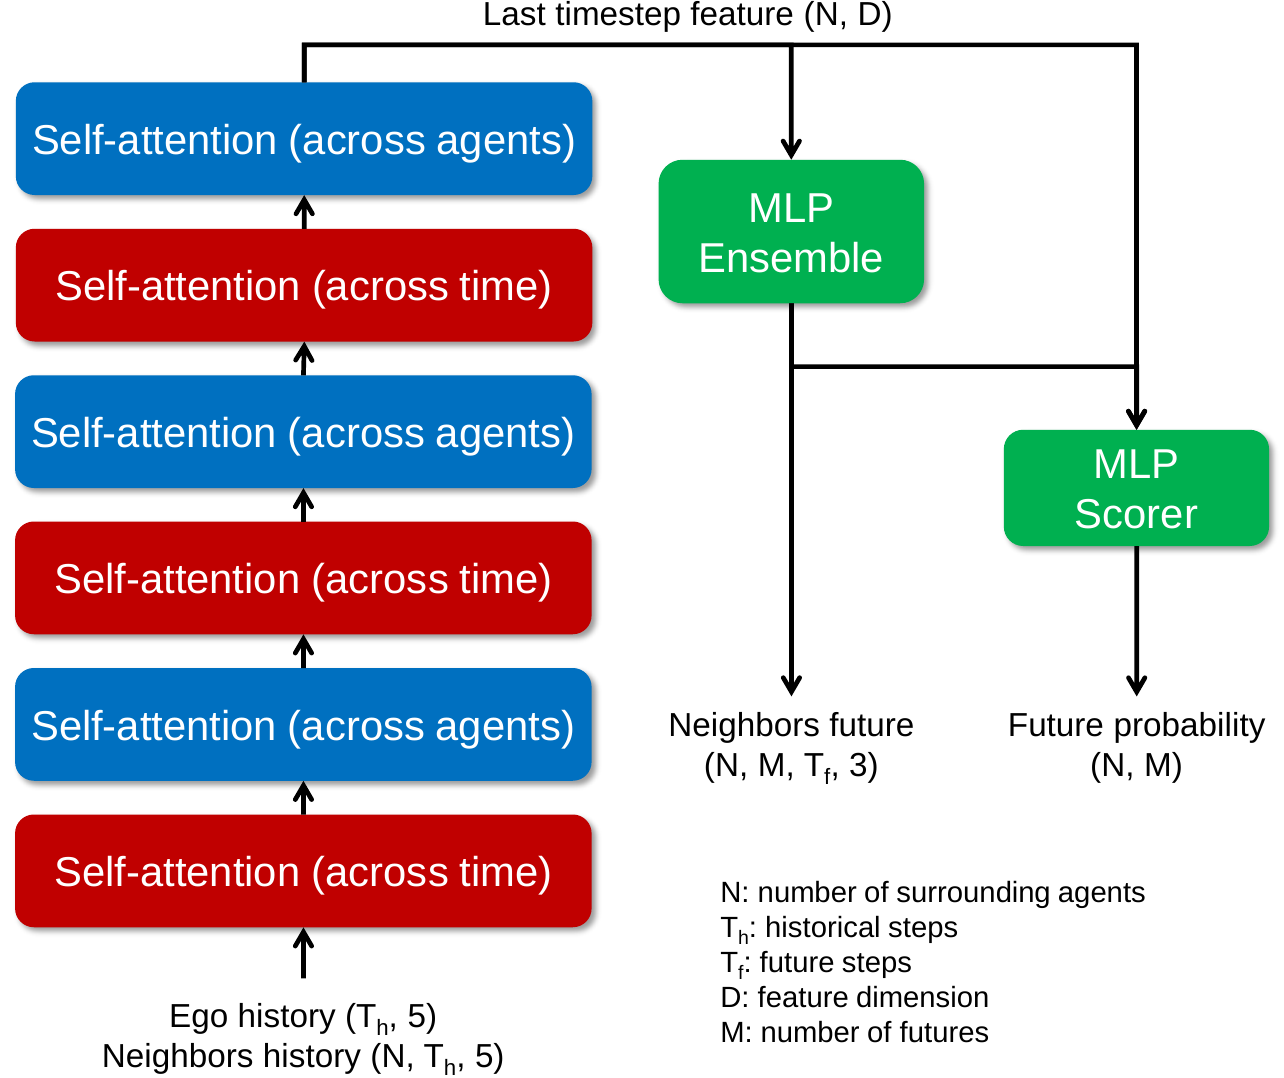 Last timestep feature (N, D)
Self-attention (across agents)
Self-attention (across time)
Self-attention (across agents)
Self-attention (across time)
Self-attention (across agents)
Self-attention (across time)
Ego history (Tₕ, 5)
Neighbors history (N, Tₕ, 5)
MLP
Ensemble
MLP
Scorer
Neighbors future
(N, M, T_f, 3)
Future probability
(N, M)
N: number of surrounding agents
Tₕ: historical steps
T_f: future steps
D: feature dimension
M: number of futures